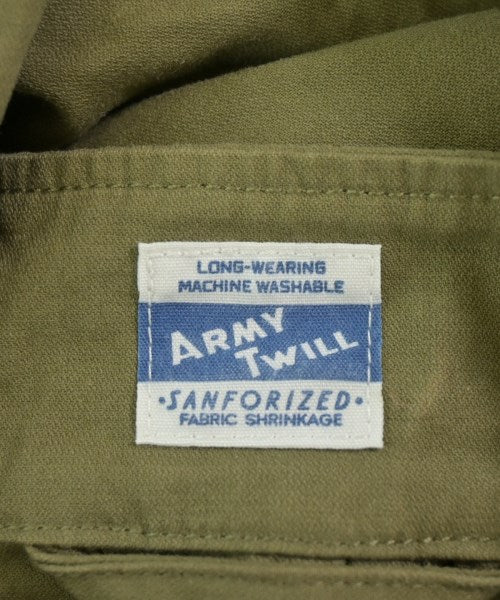 LONG-WEARING
MACHINE WASHABLE
ARMY
TWILL
·SANFORIZED·
FABRIC SHRINKAGE